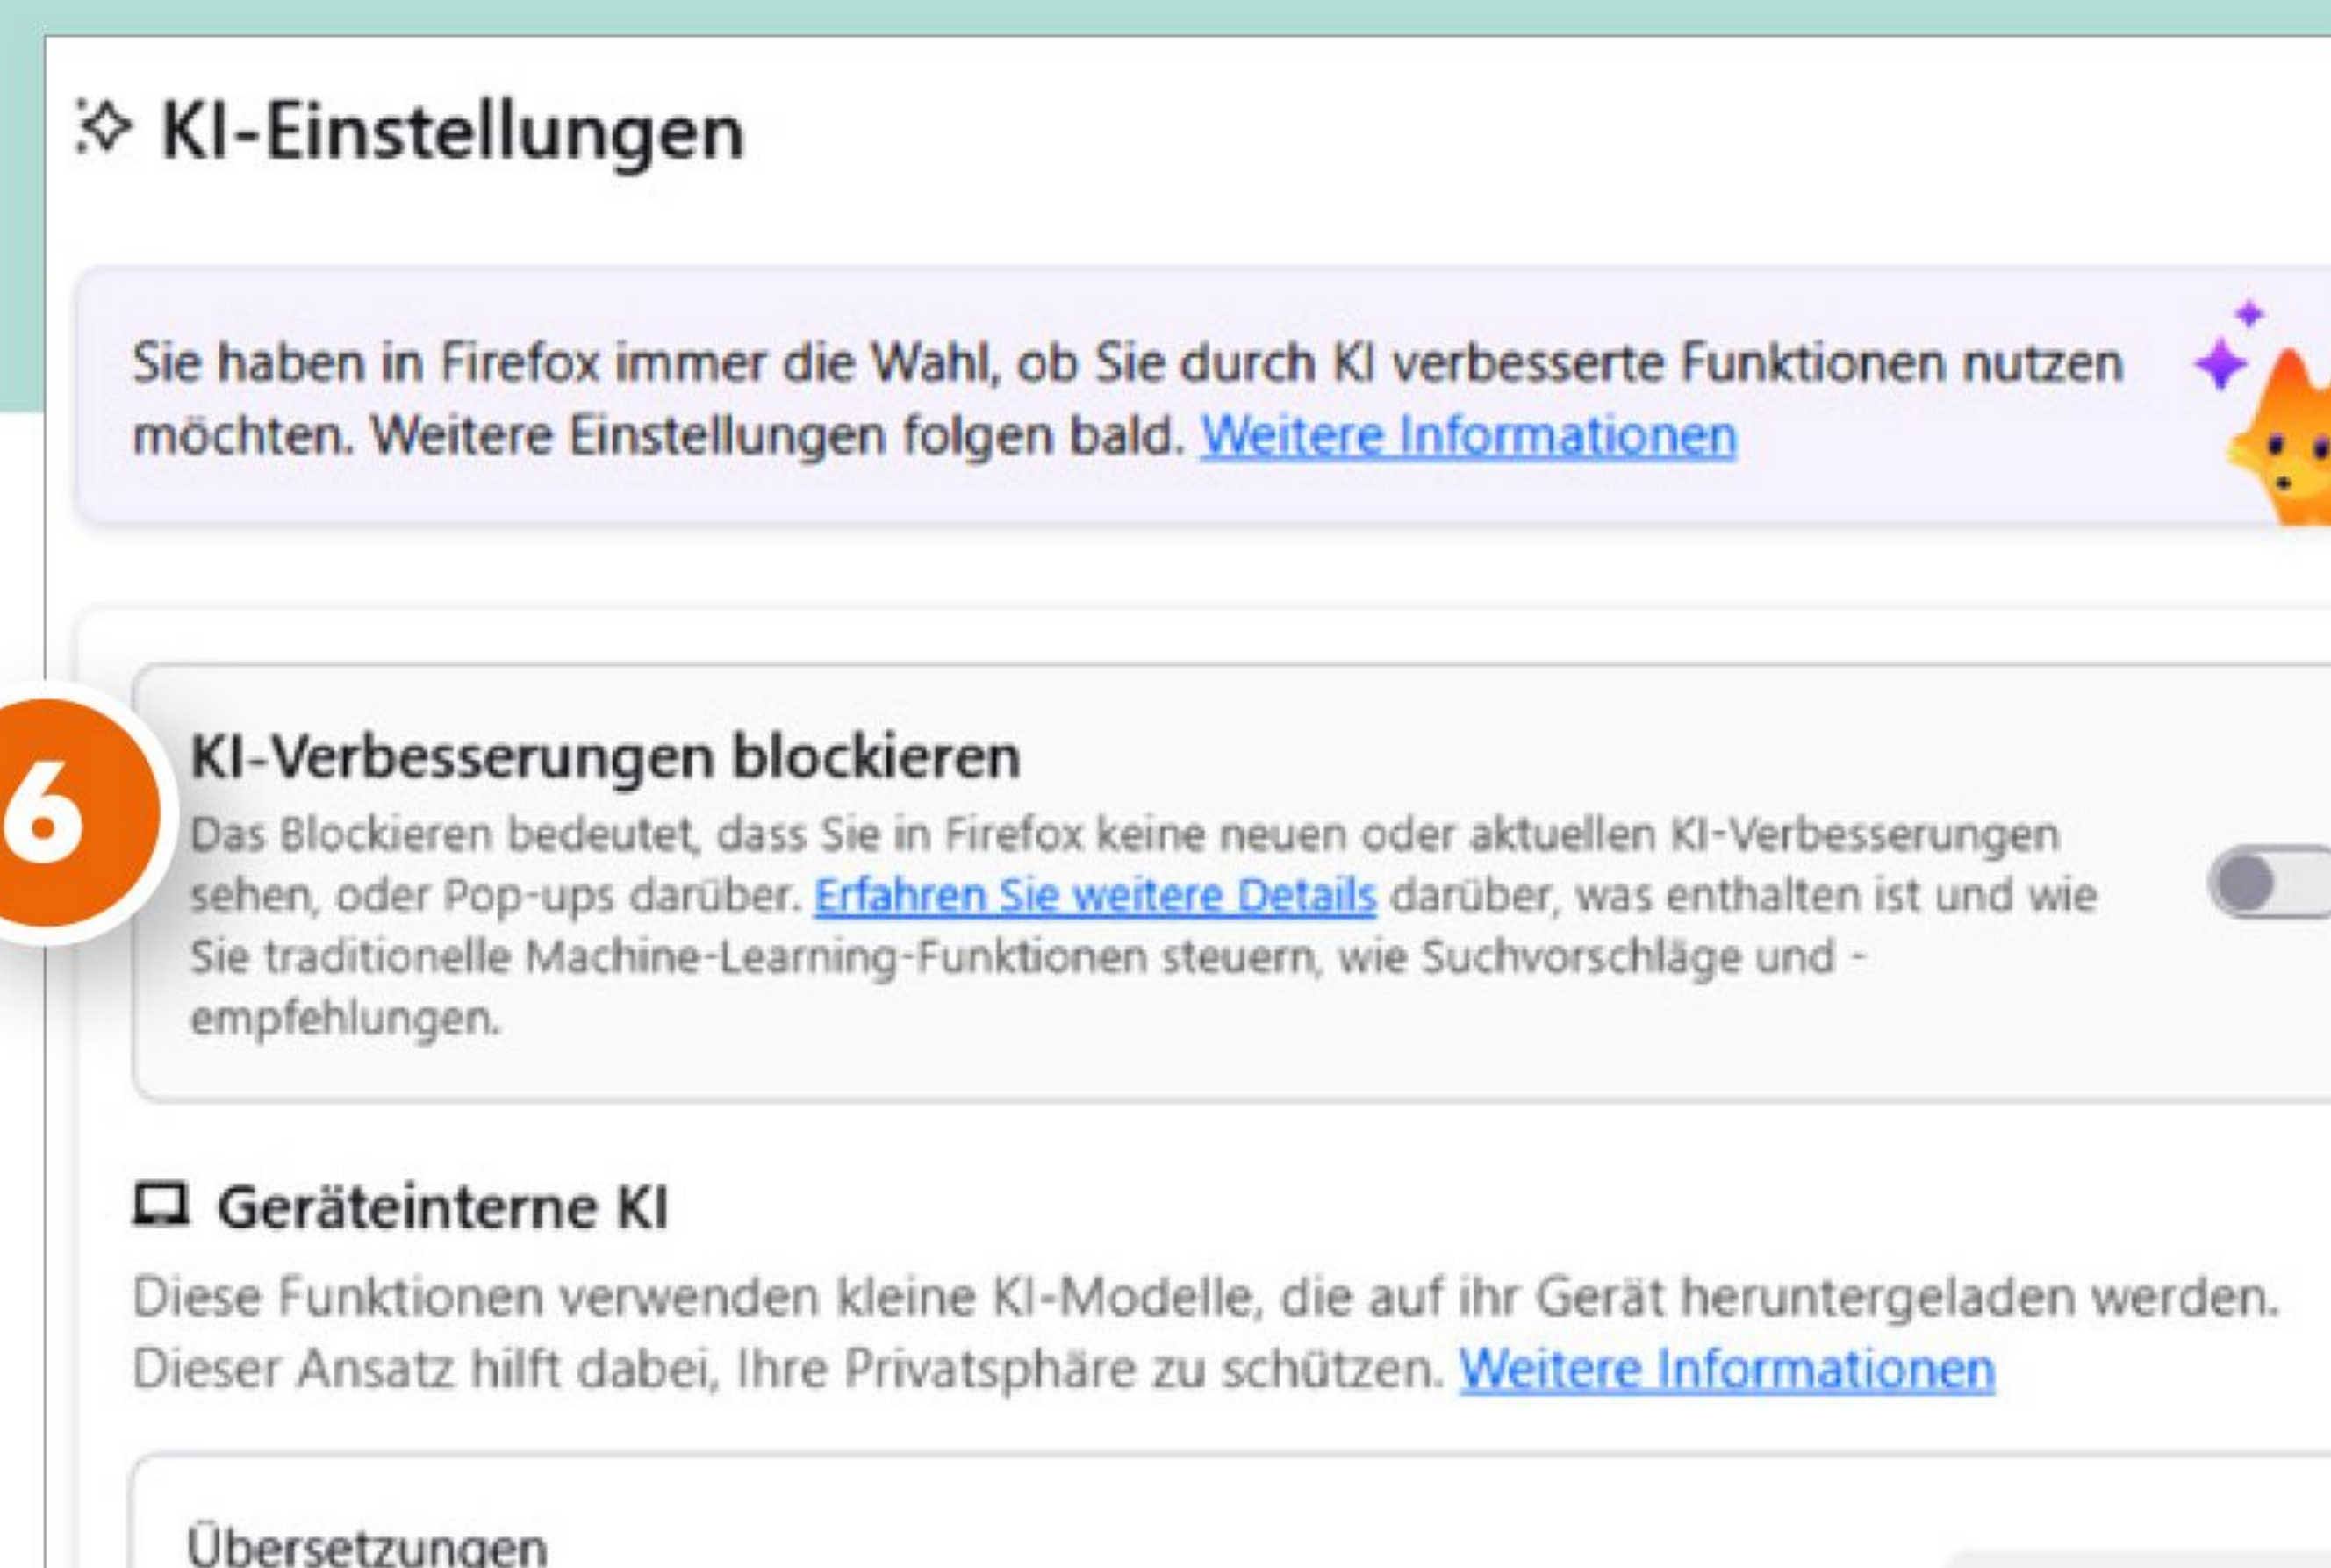 KI-Einstellungen
Sie haben in Firefox immer die Wahl, ob Sie durch KI verbesserte Funktionen nutzen
möchten. Weitere Einstellungen folgen bald. Weitere Informationen
6
KI-Verbesserungen blockieren
Das Blockieren bedeutet, dass Sie in Firefox keine neuen oder aktuellen KI-Verbesserungen
sehen, oder Pop-ups darüber. Erfahren Sie weitere Details darüber, was enthalten ist und wie
Sie traditionelle Machine-Learning-Funktionen steuern, wie Suchvorschläge und -
empfehlungen.
Geräteinterne KI
Diese Funktionen verwenden kleine KI-Modelle, die auf ihr Gerät heruntergeladen werden.
Dieser Ansatz hilft dabei, Ihre Privatsphäre zu schützen. Weitere Informationen
Übersetzungen